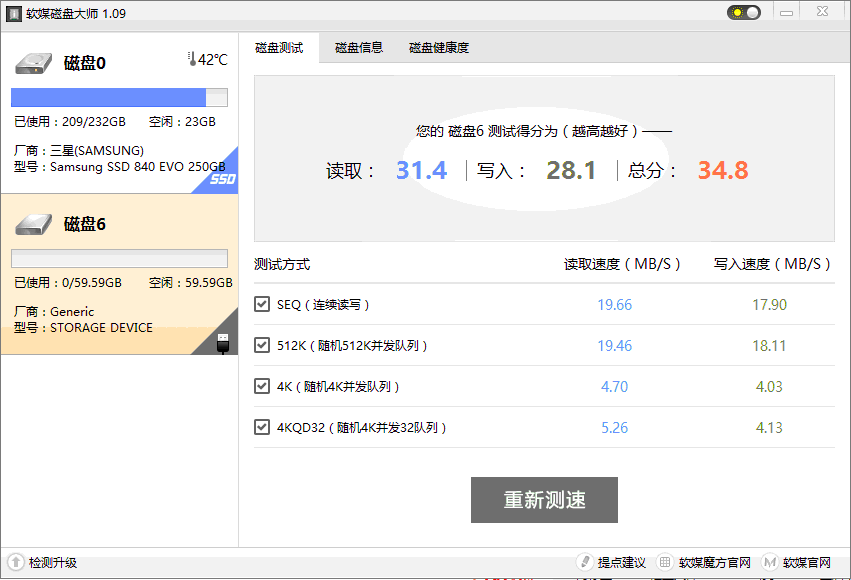 软媒磁盘大师 1.09
磁盘0
42℃
已使用：209/232GB 空闲：23GB
厂商：三星(SAMSUNG)
型号：Samsung SSD 840 EVO 250GB
SSD
磁盘6
已使用：0/59.59GB 空闲：59.59GB
厂商：Generic
型号：STORAGE DEVICE
磁盘测试 磁盘信息 磁盘健康度
您的 磁盘6 测试得分为（越高越好）——
读取： 31.4 写入： 28.1 总分： 34.8
测试方式 读取速度（MB/S） 写入速度（MB/S）
SEQ（连续读写） 19.66 17.90
512K（随机512K并发队列） 19.46 18.11
4K（随机4K并发队列） 4.70 4.03
4KQD32（随机4K并发32队列） 5.26 4.13
重新测速
检测升级 提点建议 软媒魔方官网 软媒官网